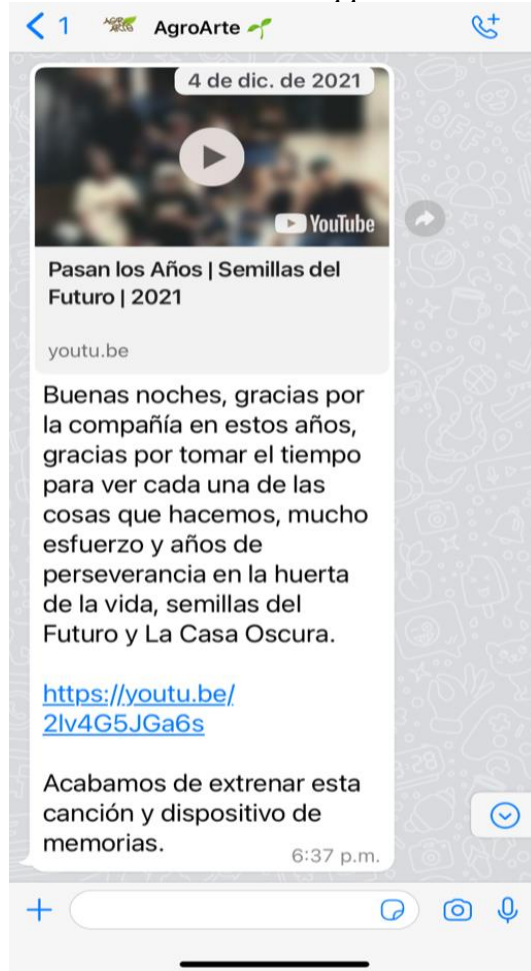 1 AgroArte
4 de dic. de 2021
YouTube
Pasan los Años | Semillas del
Futuro | 2021
youtu.be
Buenas noches, gracias por
la compañía en estos años,
gracias por tomar el tiempo
para ver cada una de las
cosas que hacemos, mucho
esfuerzo y años de
perseverancia en la huerta
de la vida, semillas del
Futuro y La Casa Oscura.
https://youtu.be/
2lv4G5JGa6s
Acabamos de extrenar esta
canción y dispositivo de
memorias.
6:37 p.m.